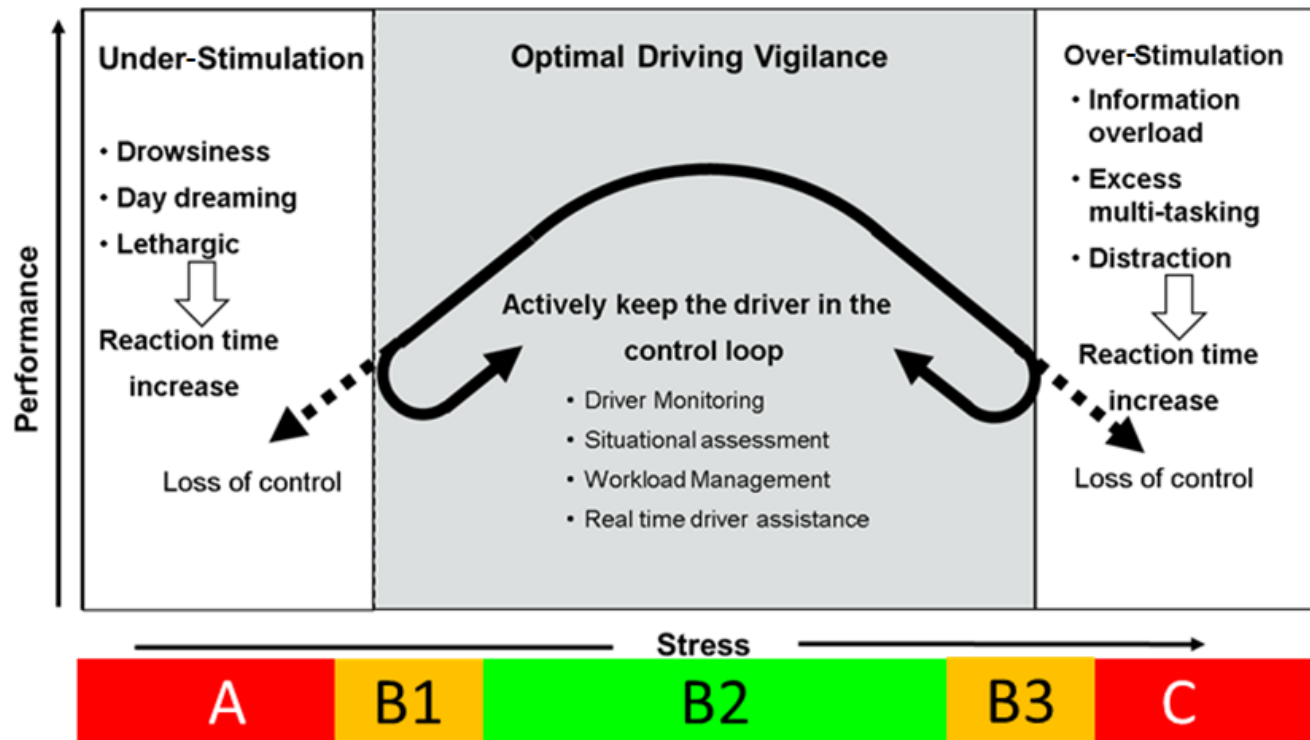 Performance
Under-Stimulation
• Drowsiness
• Day dreaming
• Lethargic
Reaction time
increase
Loss of control
Optimal Driving Vigilance
Actively keep the driver in the
control loop
• Driver Monitoring
• Situational assessment
• Workload Management
• Real time driver assistance
Over-Stimulation
• Information
overload
• Excess
multi-tasking
• Distraction
Reaction time
increase
Loss of control
Stress
A B1 B2 B3 C